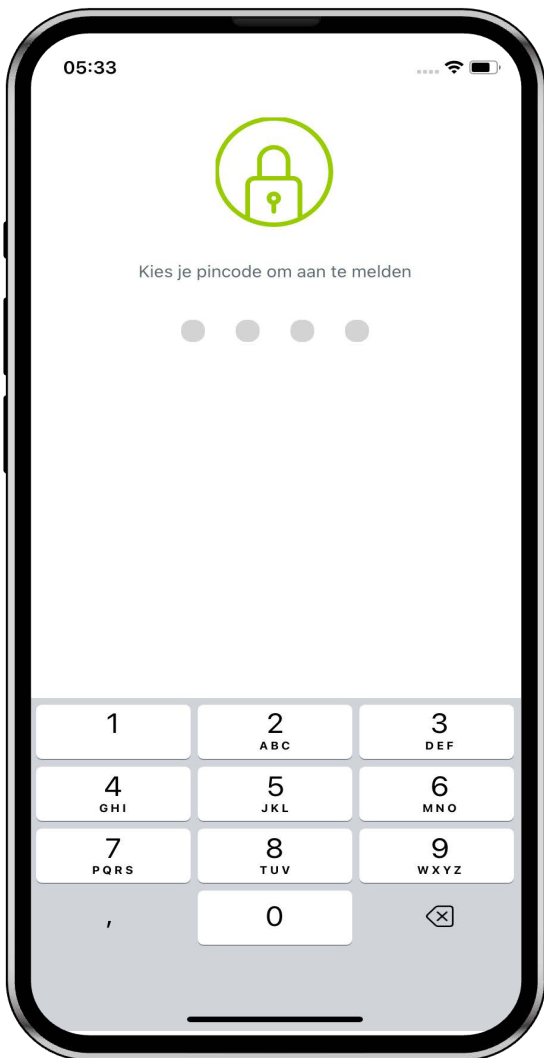 05:33
Kies je pincode om aan te melden
1 2 3
ABC DEF
4 5 6
GHI JKL MNO
7 8 9
PQRS TUV WXYZ
, 0